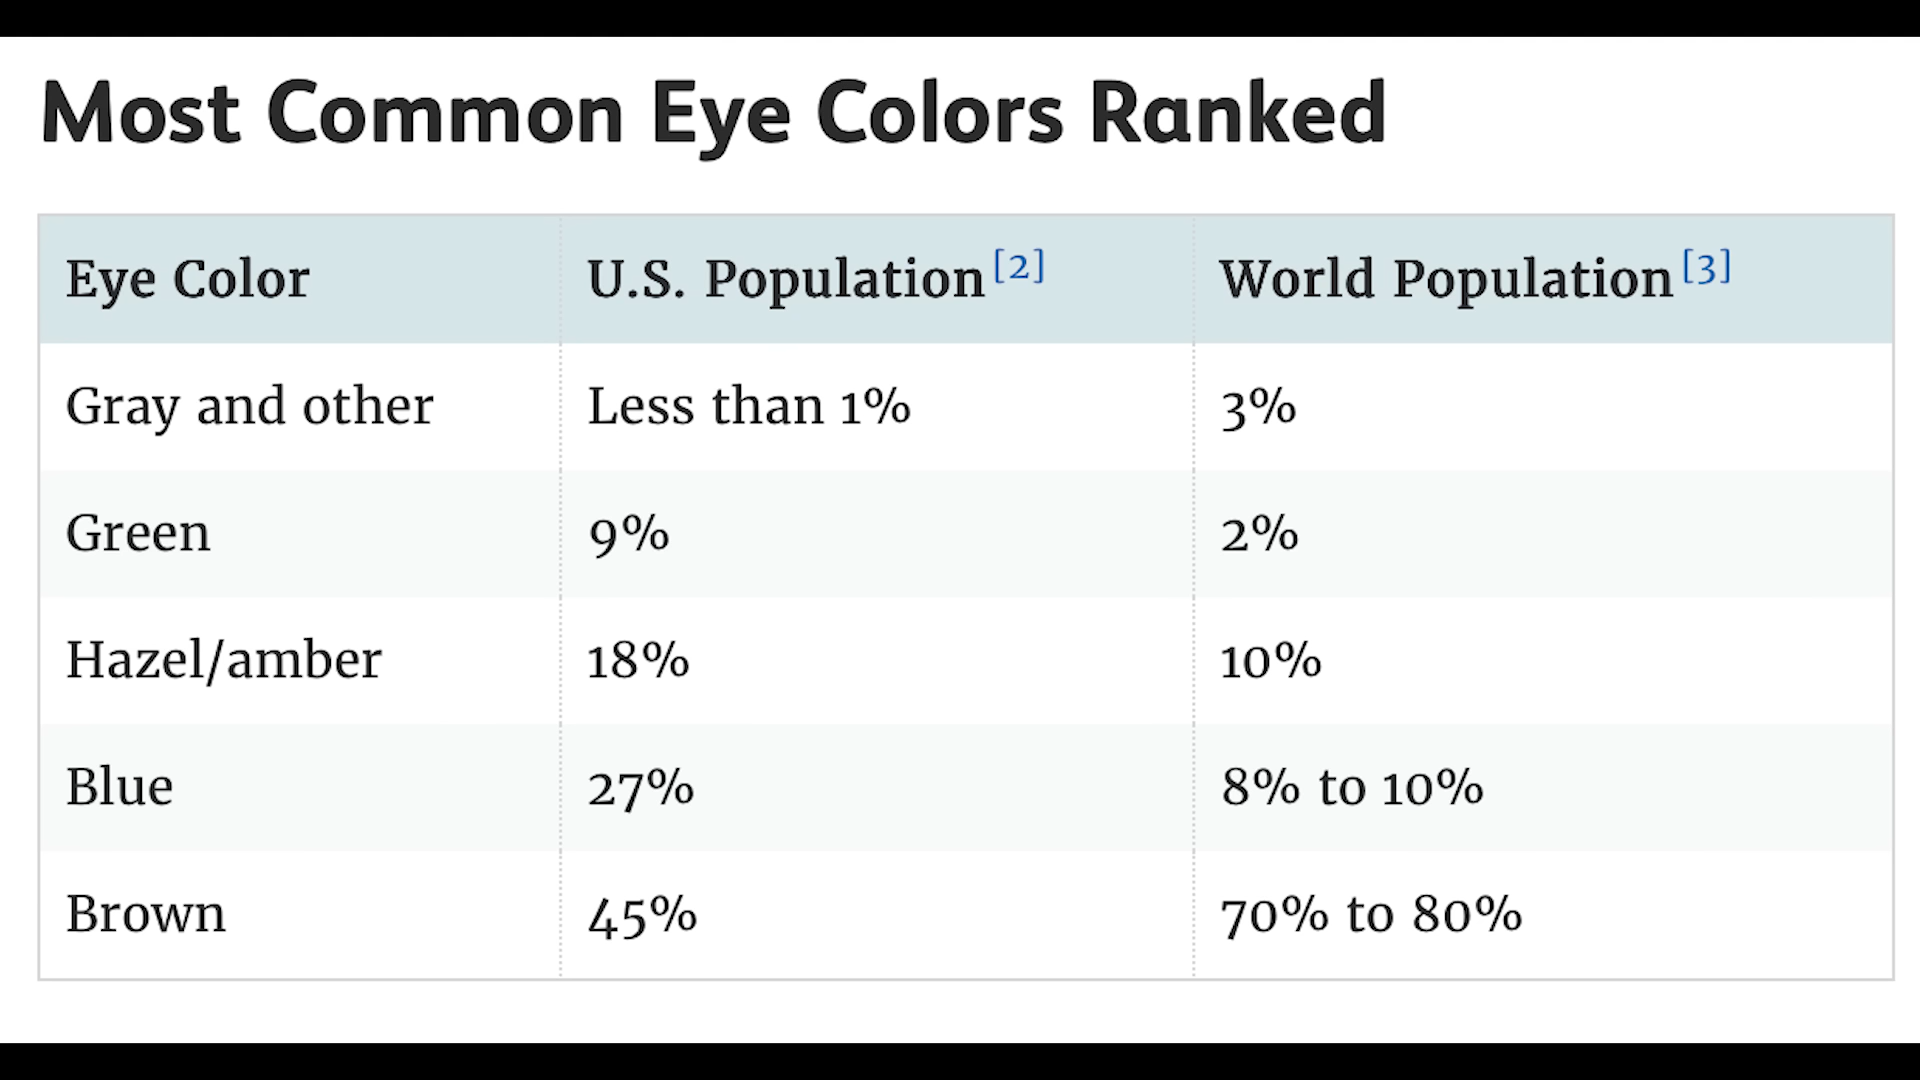 Most Common Eye Colors Ranked
Eye Color U.S. Population[2] World Population[3]
Gray and other Less than 1% 3%
Green 9% 2%
Hazel/amber 18% 10%
Blue 27% 8% to 10%
Brown 45% 70% to 80%